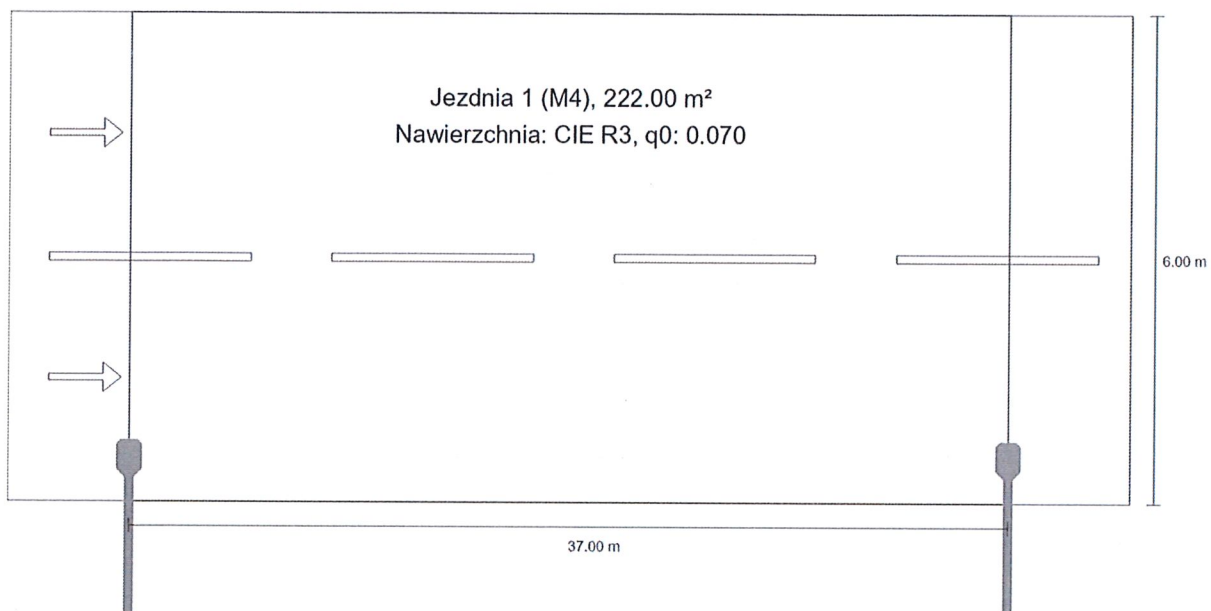 Jezdnia 1 (M4), 222.00 m²
Nawierzchnia: CIE R3, q0: 0.070
6.00 m
37.00 m